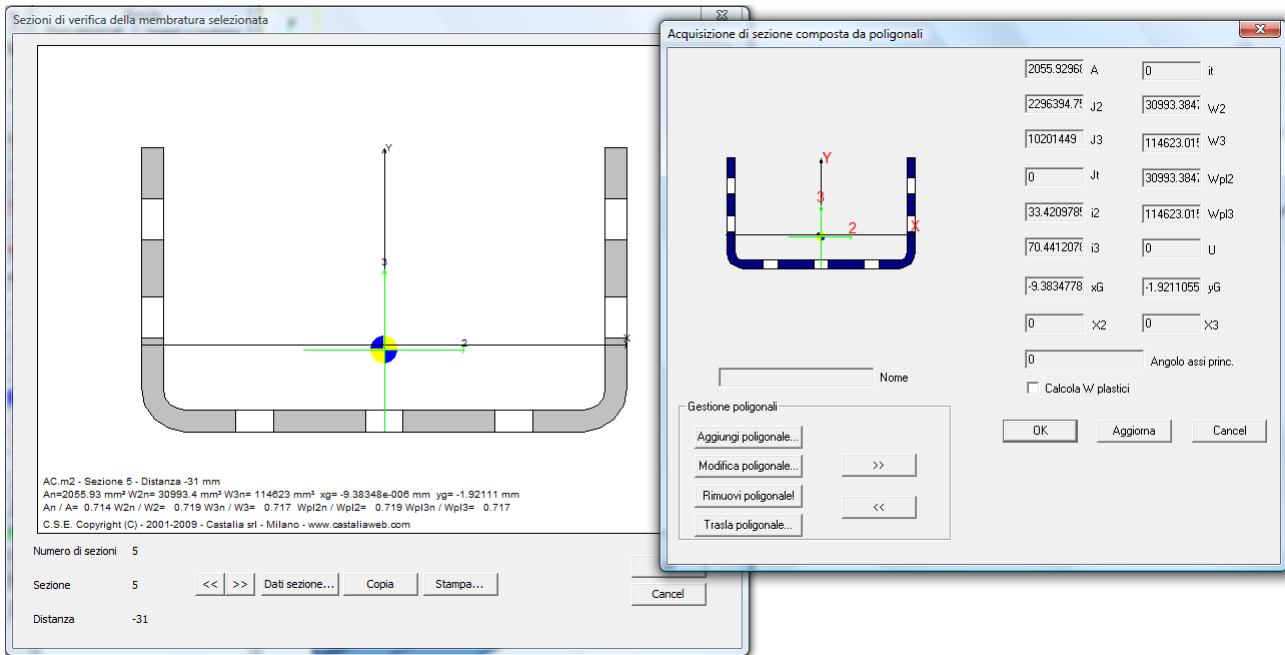 Sezioni di verifica della membratura selezionata
Y
3
2
X
AC.m2 - Sezione 5 - Distanza -31 mm
An=2055.93 mm² W2n= 30993.4 mm³ W3n= 114623 mm³ xg= -9.38348e-006 mm yg= -1.92111 mm
An / A= 0.714 W2n / W2= 0.719 W3n / W3= 0.717 Wpl2n / Wpl2= 0.719 Wpl3n / Wpl3= 0.717
C.S.E. Copyright (C) - 2001-2009 - Castalia srl - Milano - www.castaliaweb.com
Numero di sezioni 5
Sezione 5 << >> Dati sezione... Copia Stampa...
Cancel
Distanza -31
Acquisizione di sezione composta da poligonali
Y
3
2
X
2055.9296 A 0 it
2296394.75 J2 30993.3847 W2
10201449 J3 114623.015 W3
0 Jt 30993.3847 Wpl2
33.4209785 i2 114623.015 Wpl3
70.4412078 i3 0 U
-9.3834778 xG -1.9211055 yG
0 X2 0 X3
0 Angolo assi princ.
Nome
Calcola W plastici
Gestione poligonali
Aggiungi poligonale...
Modifica poligonale... >>
Rimuovi poligonale! <<
Trasla poligonale...
OK Aggiorna Cancel